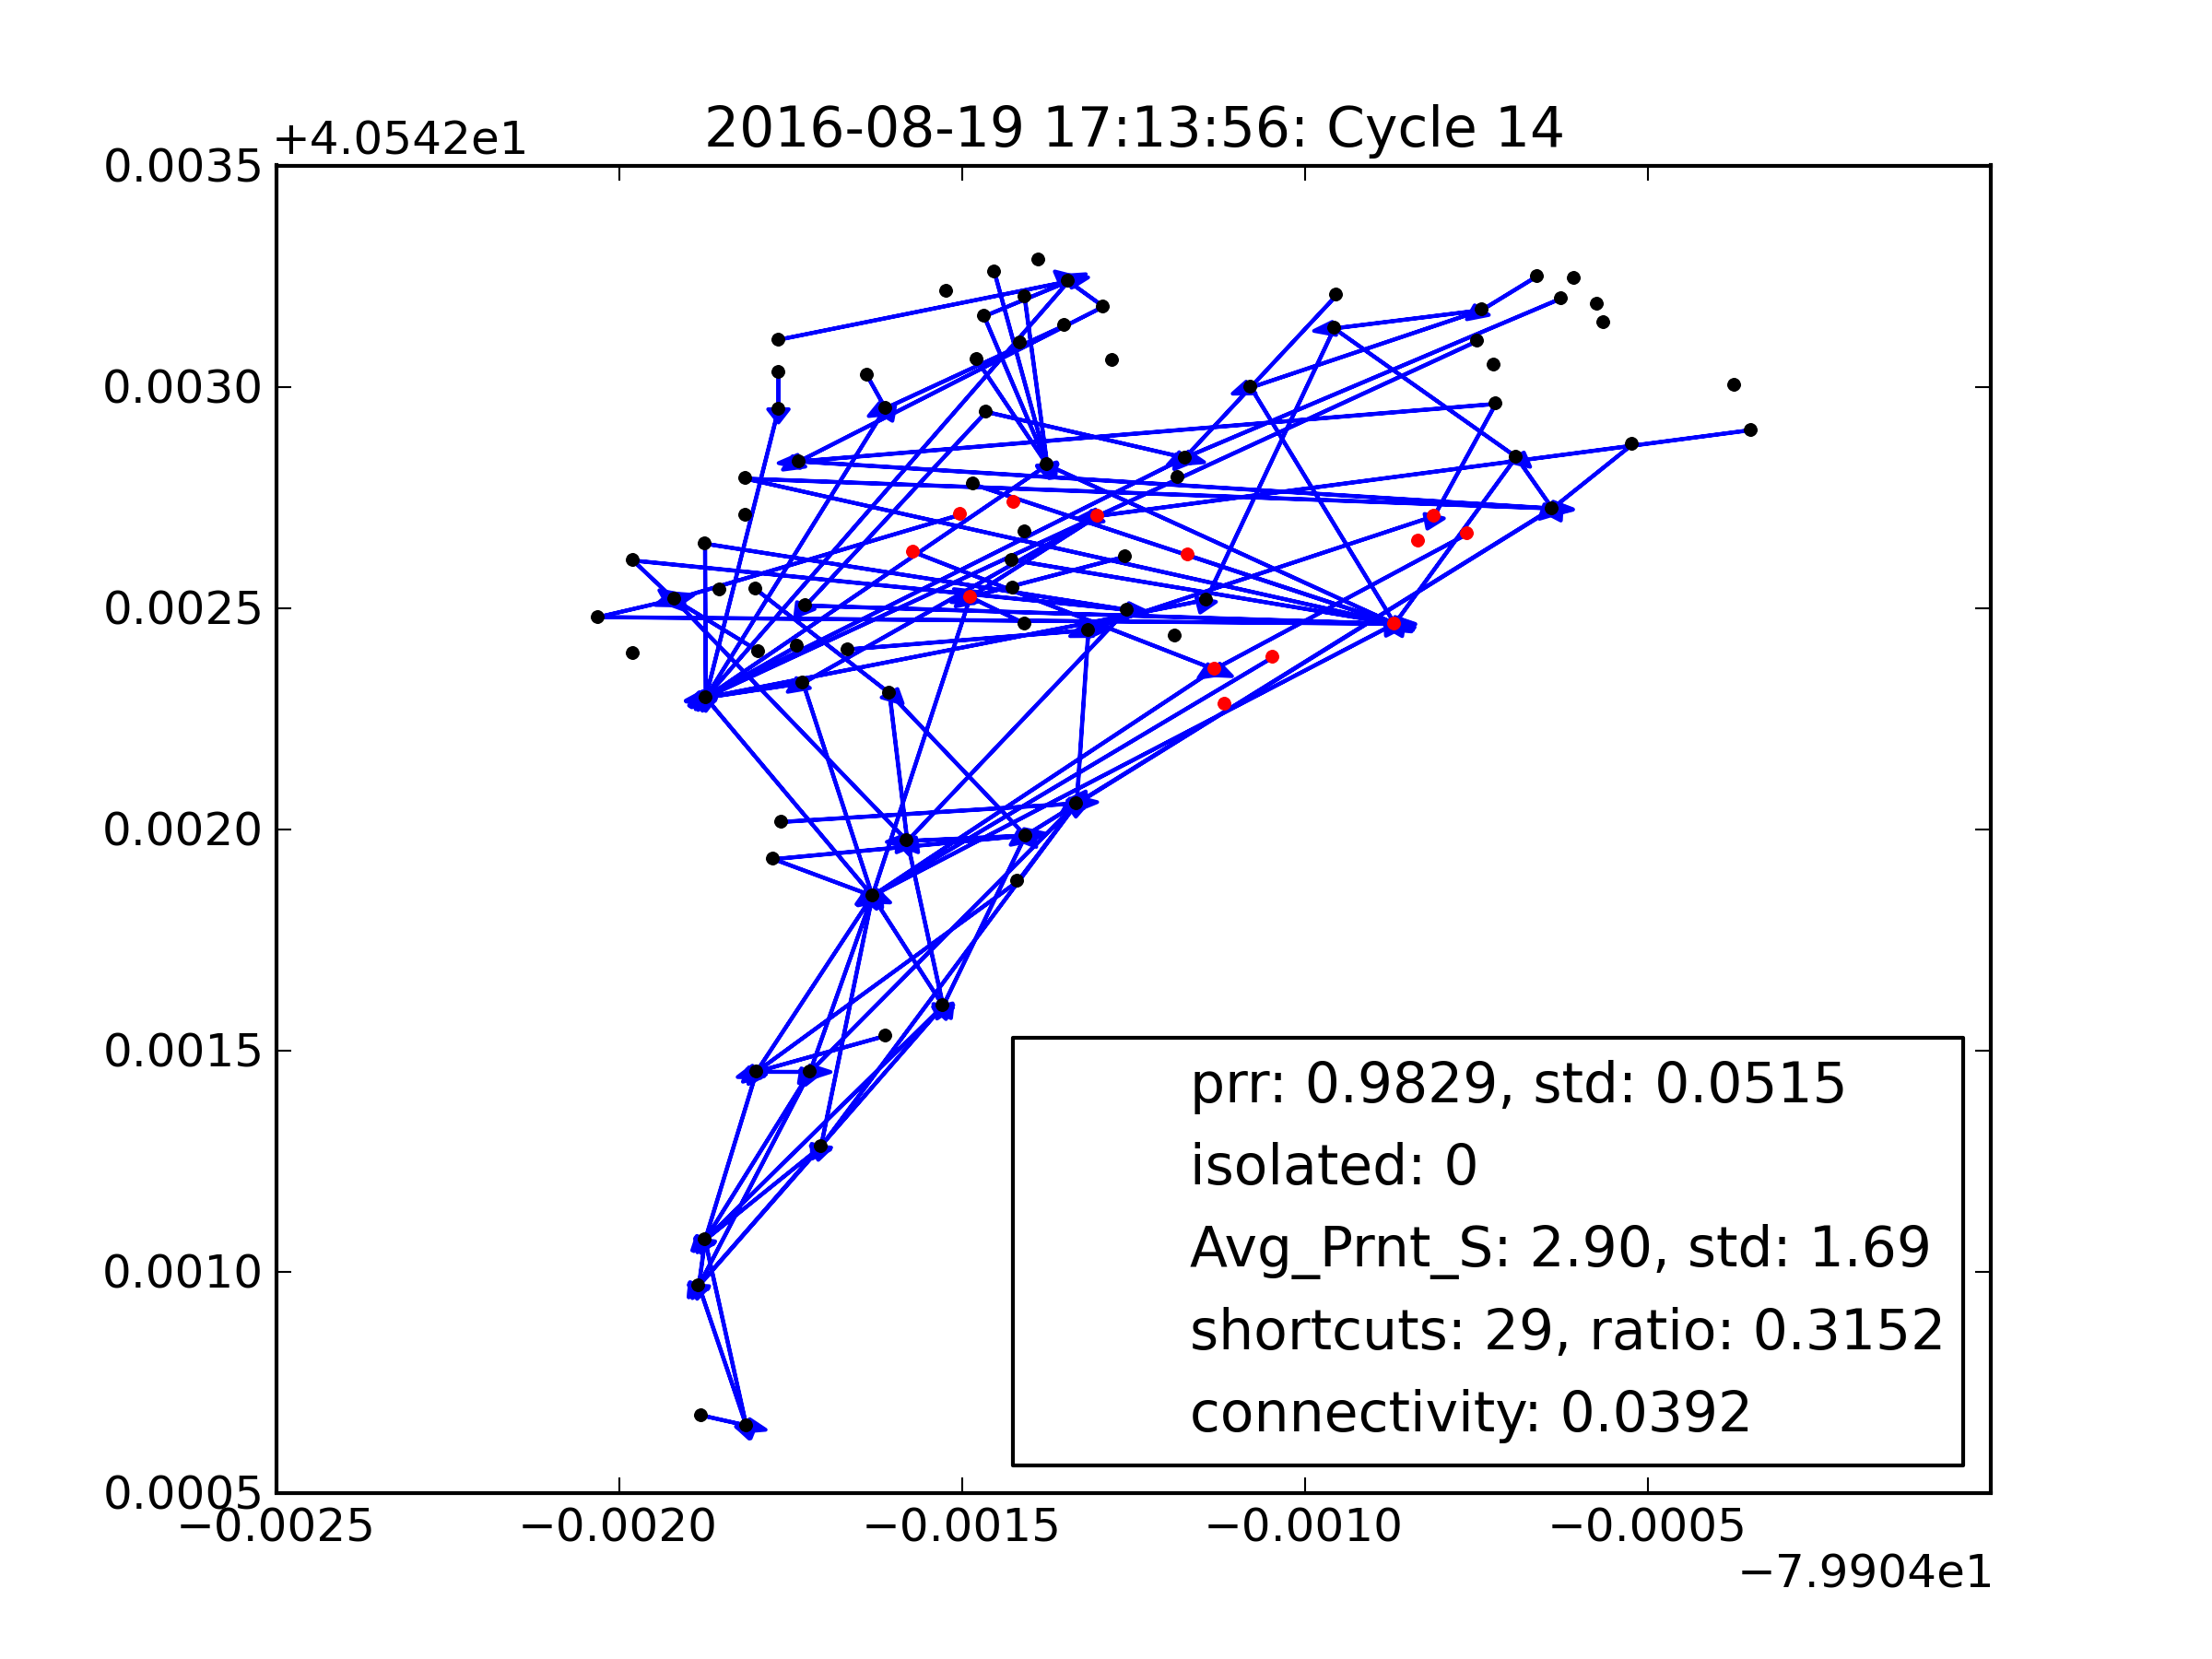 2016-08-19 17:13:56: Cycle 14
+4.0542e1
0.0035
0.0030
0.0025
0.0020
0.0015
0.0010
0.0005
prr: 0.9829, std: 0.0515
isolated: 0
Avg_Prnt_S: 2.90, std: 1.69
shortcuts: 29, ratio: 0.3152
connectivity: 0.0392
−0.0025 −0.0020 −0.0015 −0.0010 −0.0005
−7.9904e1